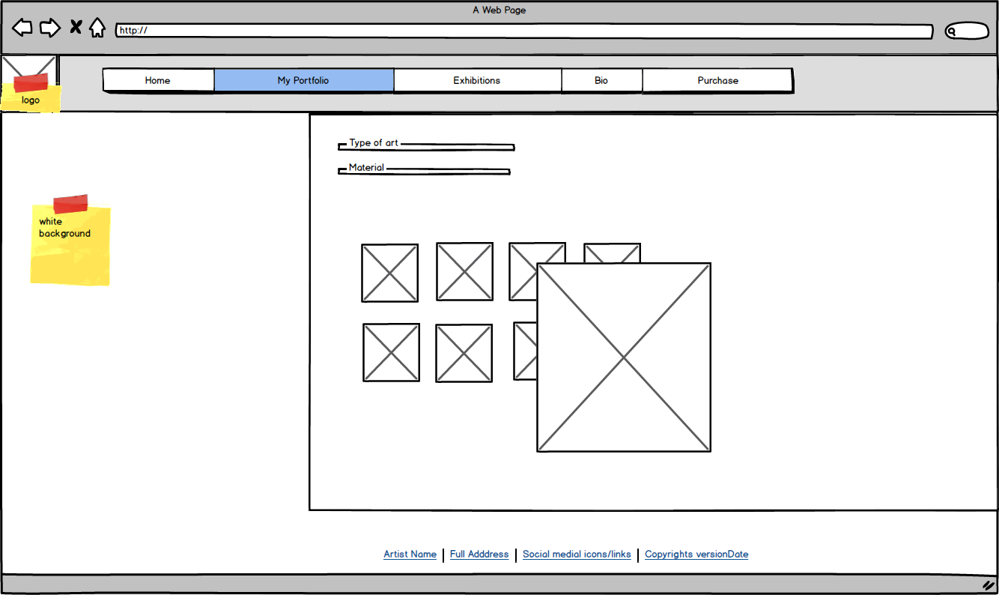 A Web Page
http://
logo
Home
My Portfolio
Exhibitions
Bio
Purchase
Type of art
Material
white
background
Artist Name
Full Adddress
Social medial icons/links
Copyrights versionDate